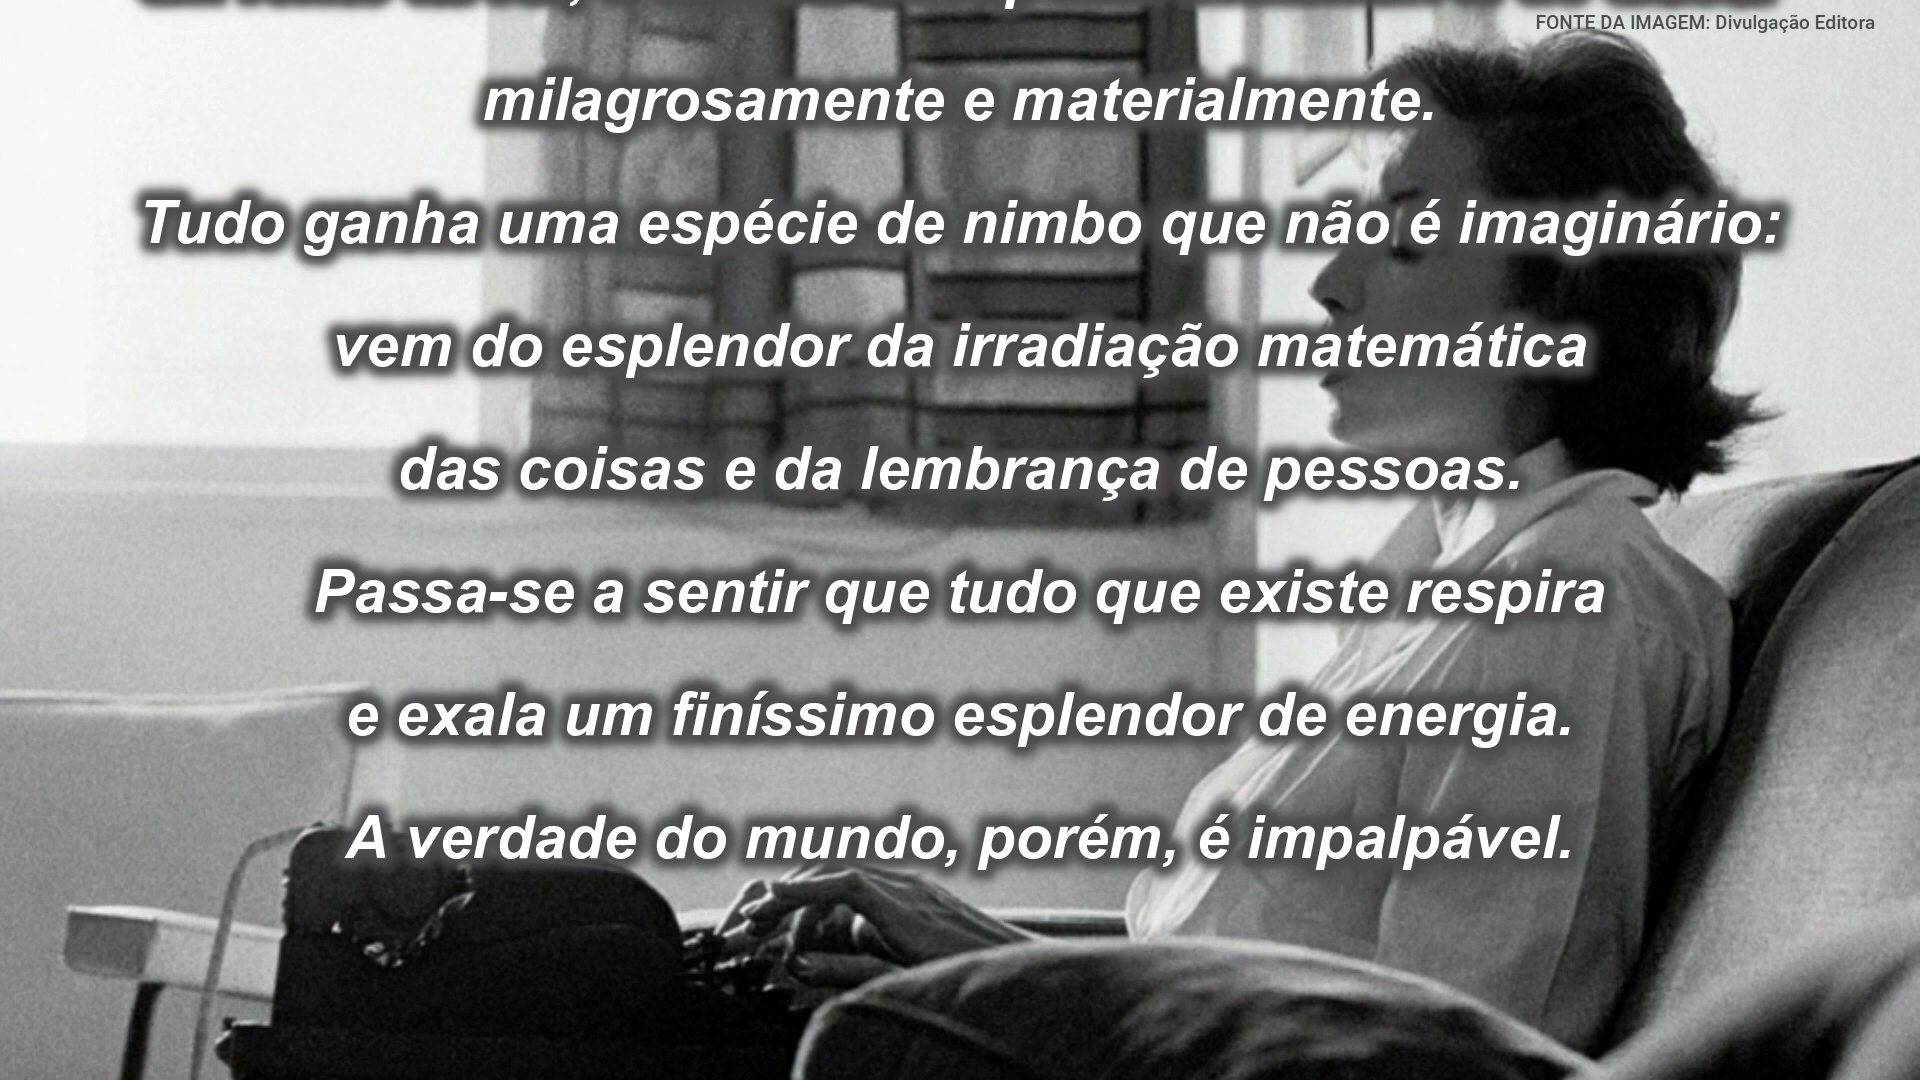 FONTE DA IMAGEM: Divulgação Editora
milagrosamente e materialmente.
Tudo ganha uma espécie de nimbo que não é imaginário:
vem do esplendor da irradiação matemática
das coisas e da lembrança de pessoas.
Passa-se a sentir que tudo que existe respira
e exala um finíssimo esplendor de energia.
A verdade do mundo, porém, é impalpável.